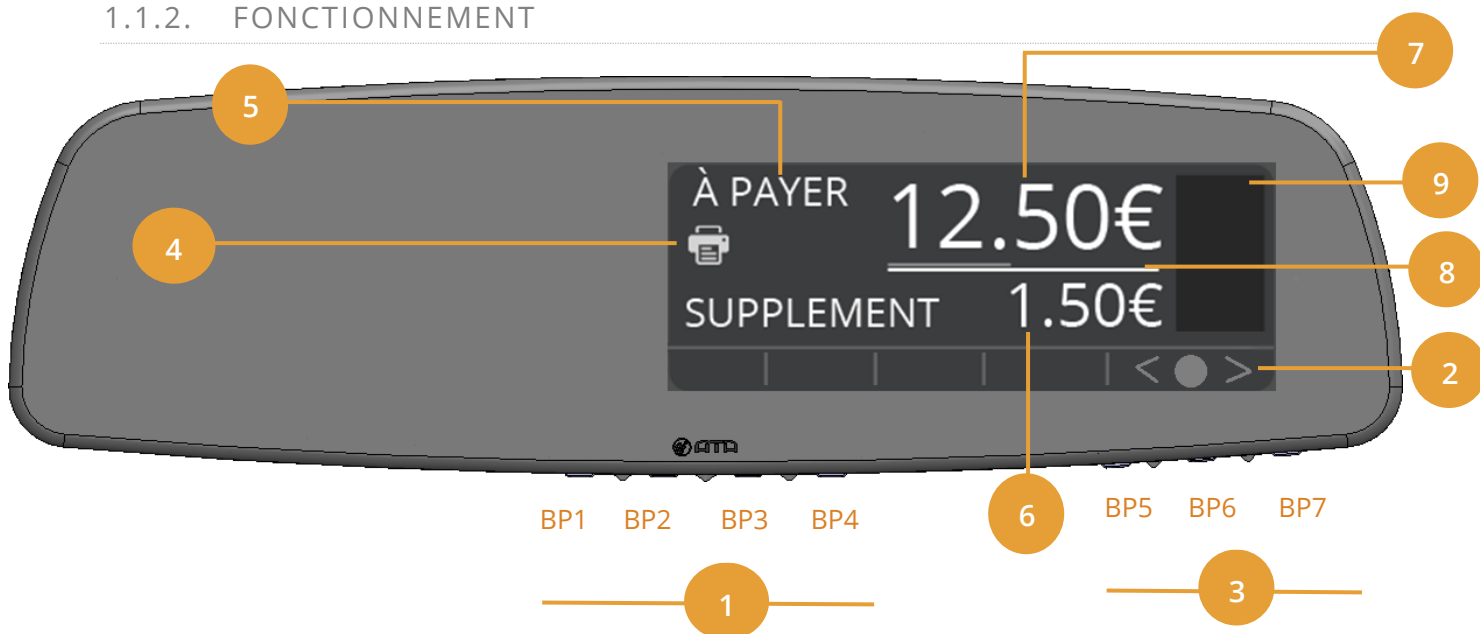 1.1.2. FONCTIONNEMENT
7
5
À PAYER 12.50€
9
4
8
SUPPLEMENT 1.50€
< >
2
ATA
6
BP1 BP2 BP3 BP4 BP5 BP6 BP7
1
3